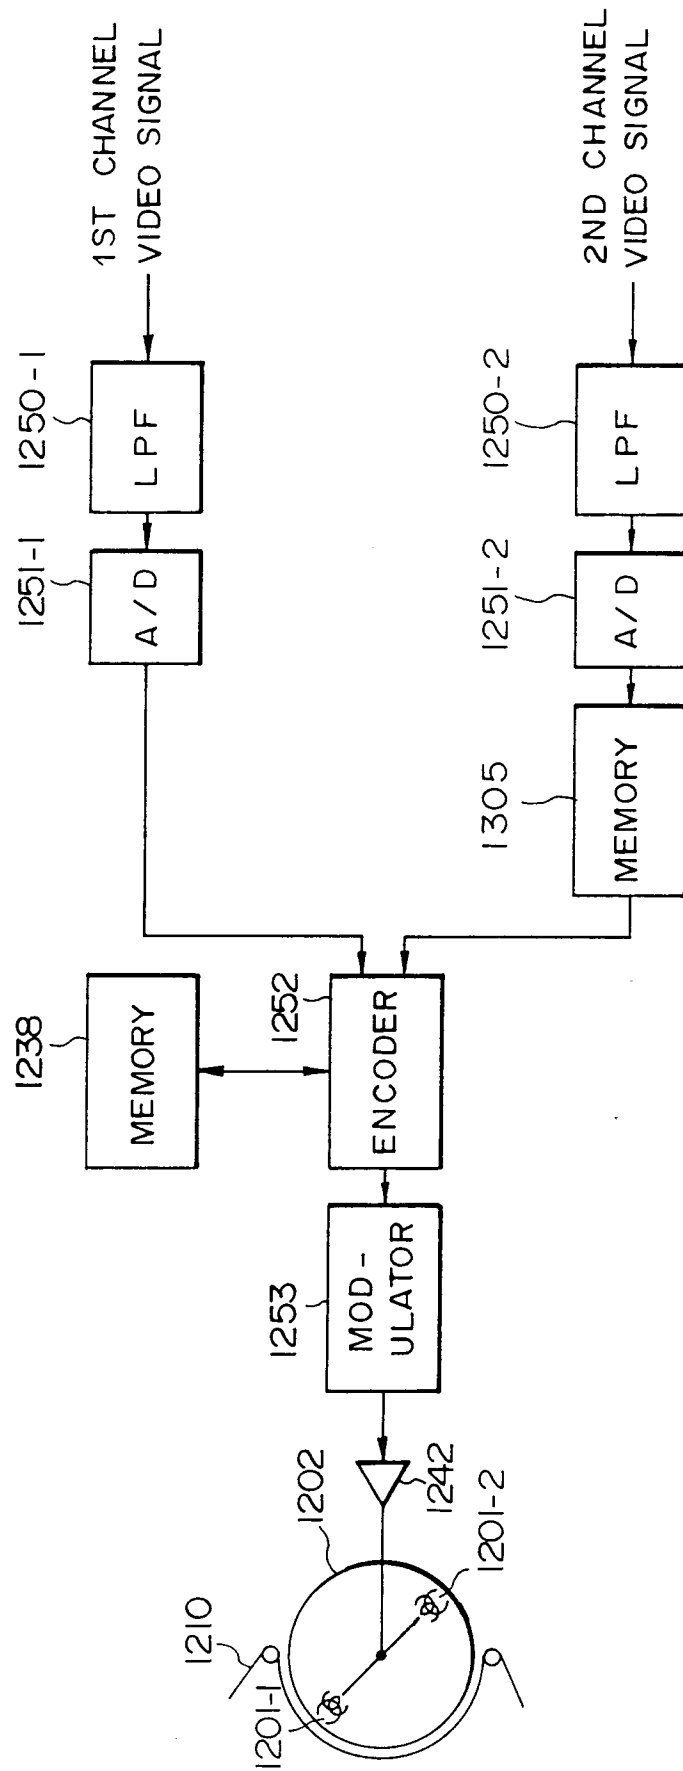 1ST CHANNEL
VIDEO SIGNAL
2ND CHANNEL
VIDEO SIGNAL
1250-1
LPF
1250-2
LPF
1251-1
A/D
1251-2
A/D
1305
MEMORY
1238
MEMORY
1252
ENCODER
1253
MOD-
ULATOR
1242
1202
1201-2
1210
1201-1